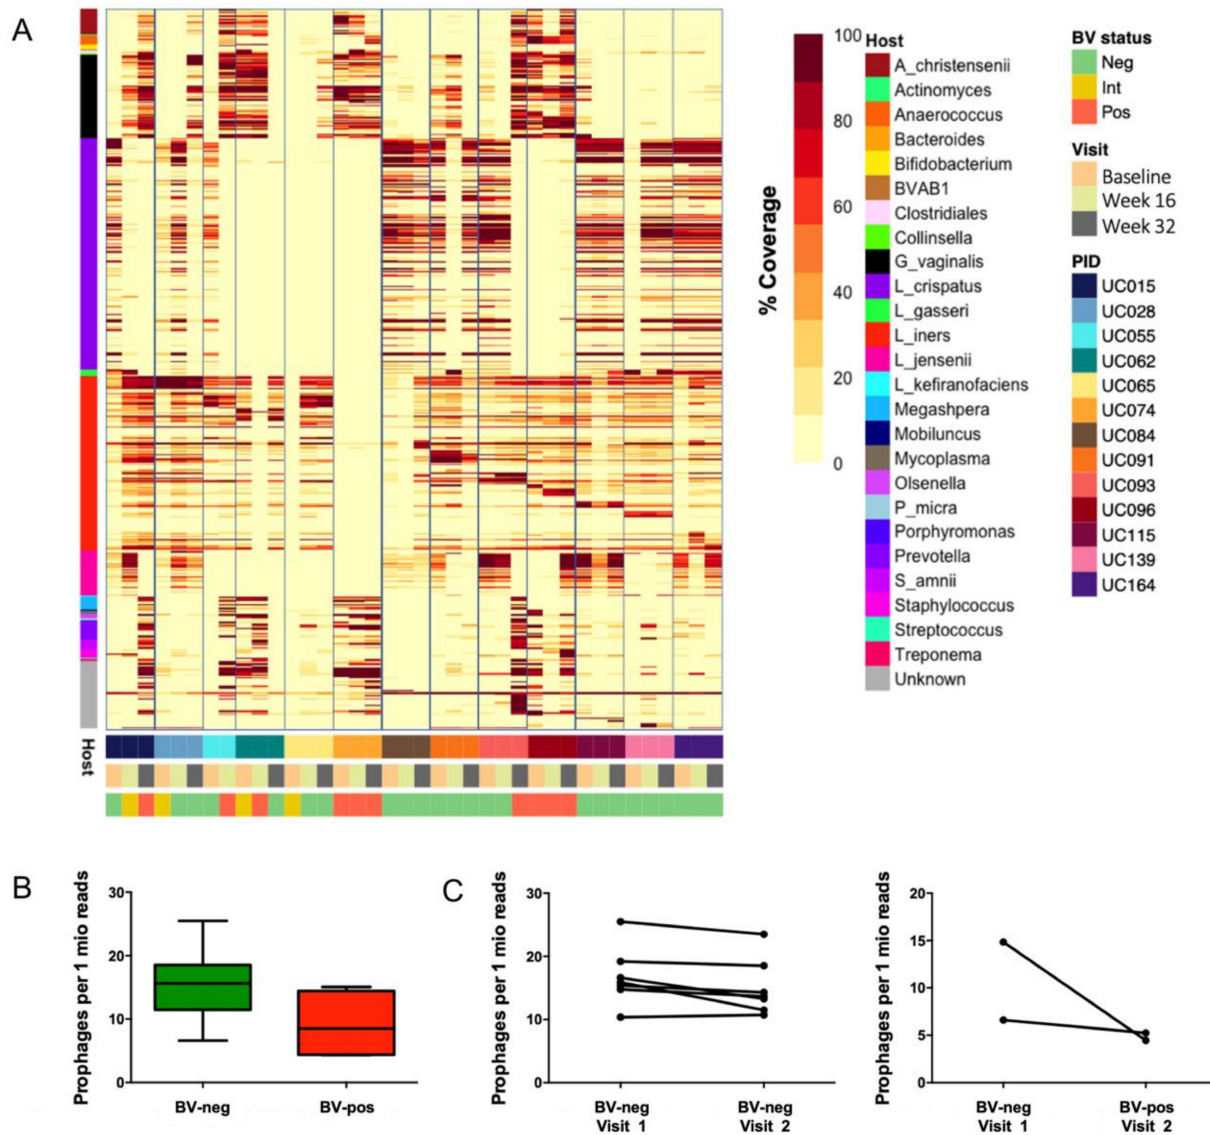 A
% Coverage
100
80
60
40
20
0
Host
A_christensenii
Actinomyces
Anaerococcus
Bacteroides
Bifidobacterium
BVAB1
Clostridiales
Collinsella
G_vaginalis
L_crispatus
L_gasseri
L_iners
L_jensenii
L_kefiranofaciens
Megashpera
Mobiluncus
Mycoplasma
Olsenella
P_micra
Porphyromonas
Prevotella
S_amnii
Staphylococcus
Streptococcus
Treponema
Unknown
BV status
Neg
Int
Pos
Visit
Baseline
Week 16
Week 32
PID
UC015
UC028
UC055
UC062
UC065
UC074
UC084
UC091
UC093
UC096
UC115
UC139
UC164
Host
B
Prophages per 1 mio reads
30
20
10
0
BV-neg
BV-pos
C
Prophages per 1 mio reads
30
20
10
0
BV-neg
Visit 1
BV-neg
Visit 2
Prophages per 1 mio reads
20
15
10
5
0
BV-neg
Visit 1
BV-pos
Visit 2